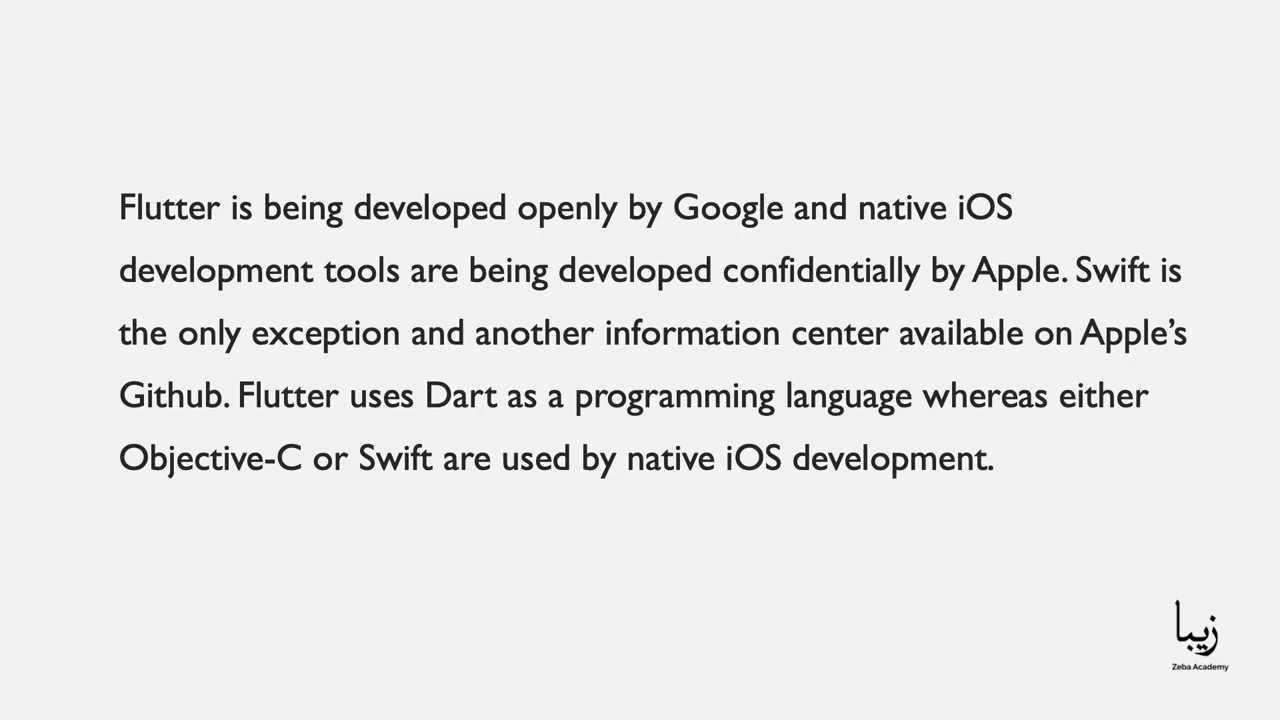 Flutter is being developed openly by Google and native iOS
development tools are being developed confidentially by Apple. Swift is
the only exception and another information center available on Apple’s
Github. Flutter uses Dart as a programming language whereas either
Objective-C or Swift are used by native iOS development.
زیبا
Zeba Academy